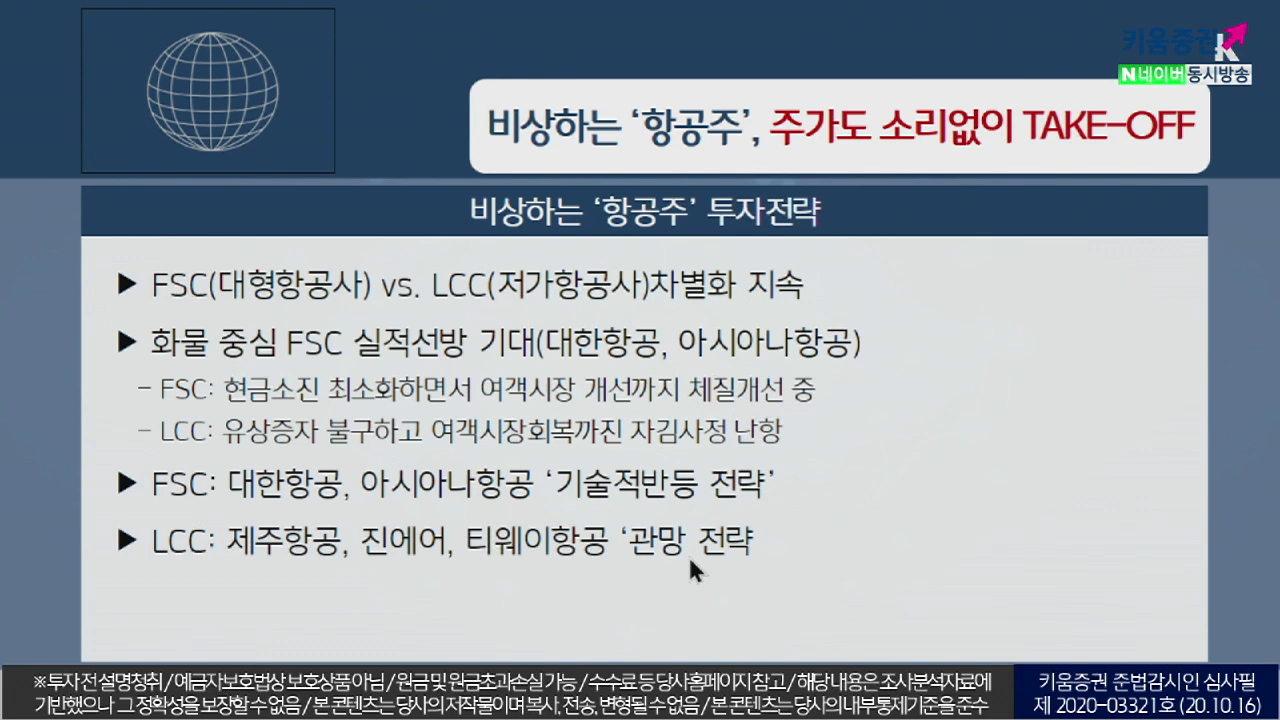 키움증권
N 네이버 동시방송
비상하는 ‘항공주’, 주가도 소리없이 TAKE-OFF
비상하는 ‘항공주’ 투자전략
▶ FSC(대형항공사) vs. LCC(저가항공사)차별화 지속
▶ 화물 중심 FSC 실적선방 기대(대한항공, 아시아나항공)
- FSC: 현금소진 최소화하면서 여객시장 개선까지 체질개선 중
- LCC: 유상증자 불구하고 여객시장회복까진 자김사정 난항
▶ FSC: 대한항공, 아시아나항공 ‘기술적반등 전략’
▶ LCC: 제주항공, 진에어, 티웨이항공 ‘관망 전략
※ 투자 전 설명청취 / 예금자보호법상 보호상품 아님 / 원금 및 원금초과손실 가능 / 수수료 등 당사홈페이지 참고 / 해당 내용은 조사분석자료에
기반했으나 그 정확성을 보장할 수 없음 / 본 콘텐츠는 당사의 저작물이며 복사, 전송, 변형될 수 없음 / 본 콘텐츠는 당사의 내부통제기준을 준수
키움증권 준법감시인 심사필
제 2020-03321호 (20.10.16)